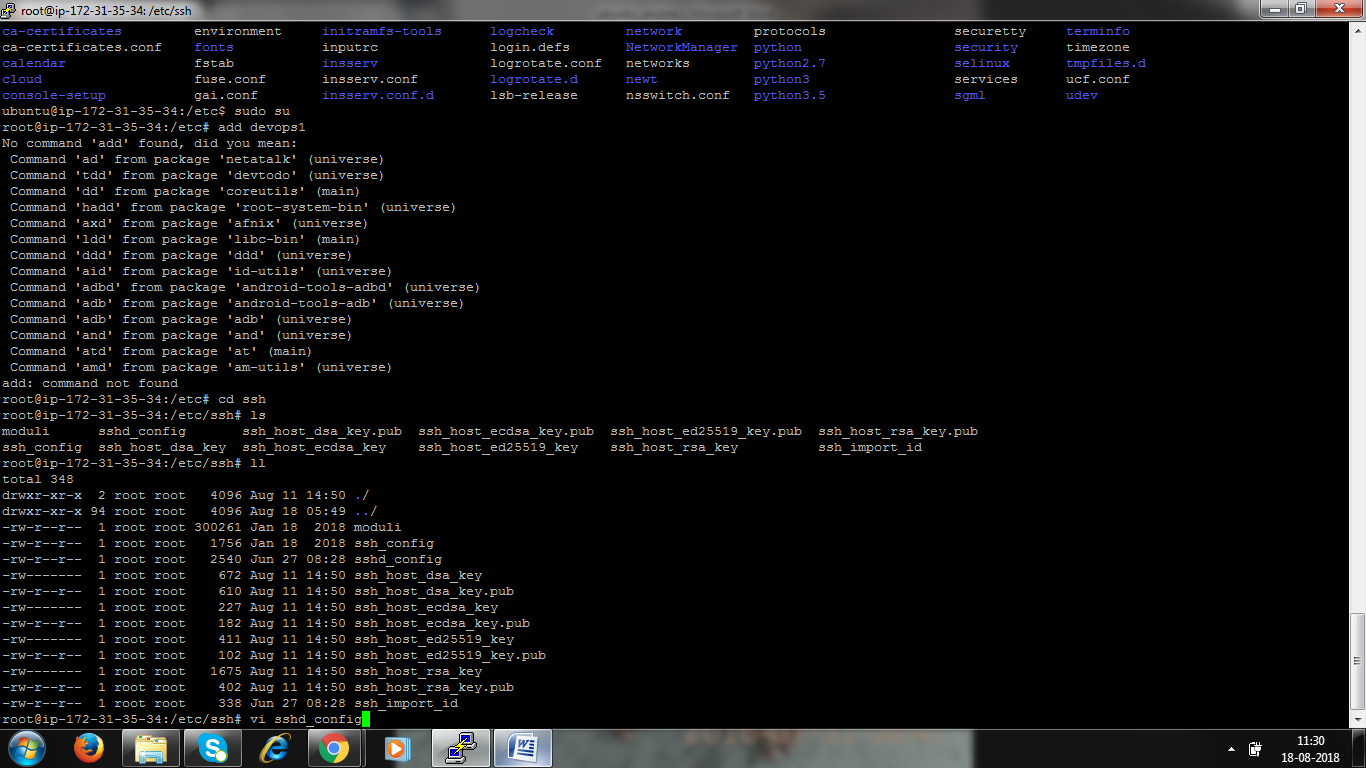 root@ip-172-31-35-34: /etc/ssh
ca-certificates environment initramfs-tools logcheck network protocols securetty terminfo
ca-certificates.conf fonts inputrc login.defs NetworkManager python security timezone
calendar fstab insserv logrotate.conf networks python2.7 selinux tmpfiles.d
cloud fuse.conf insserv.conf logrotate.d newt python3 services ucf.conf
console-setup gai.conf insserv.conf.d lsb-release nsswitch.conf python3.5 sgml udev
ubuntu@ip-172-31-35-34:/etc$ sudo su
root@ip-172-31-35-34:/etc# add devops1
No command 'add' found, did you mean:
Command 'ad' from package 'netatalk' (universe)
Command 'tdd' from package 'devtodo' (universe)
Command 'dd' from package 'coreutils' (main)
Command 'hadd' from package 'root-system-bin' (universe)
Command 'axd' from package 'afnix' (universe)
Command 'ldd' from package 'libc-bin' (main)
Command 'ddd' from package 'ddd' (universe)
Command 'aid' from package 'id-utils' (universe)
Command 'adbd' from package 'android-tools-adbd' (universe)
Command 'adb' from package 'android-tools-adb' (universe)
Command 'adb' from package 'adb' (universe)
Command 'and' from package 'and' (universe)
Command 'atd' from package 'at' (main)
Command 'amd' from package 'am-utils' (universe)
add: command not found
root@ip-172-31-35-34:/etc# cd ssh
root@ip-172-31-35-34:/etc/ssh# ls
moduli sshd_config ssh_host_dsa_key.pub ssh_host_ecdsa_key.pub ssh_host_ed25519_key.pub ssh_host_rsa_key.pub
ssh_config ssh_host_dsa_key ssh_host_ecdsa_key ssh_host_ed25519_key ssh_host_rsa_key ssh_import_id
root@ip-172-31-35-34:/etc/ssh# ll
total 348
drwxr-xr-x 2 root root 4096 Aug 11 14:50 ./
drwxr-xr-x 94 root root 4096 Aug 18 05:49 ../
-rw-r--r-- 1 root root 300261 Jan 18 2018 moduli
-rw-r--r-- 1 root root 1756 Jan 18 2018 ssh_config
-rw-r--r-- 1 root root 2540 Jun 27 08:28 sshd_config
-rw------- 1 root root 672 Aug 11 14:50 ssh_host_dsa_key
-rw-r--r-- 1 root root 610 Aug 11 14:50 ssh_host_dsa_key.pub
-rw------- 1 root root 227 Aug 11 14:50 ssh_host_ecdsa_key
-rw-r--r-- 1 root root 182 Aug 11 14:50 ssh_host_ecdsa_key.pub
-rw------- 1 root root 411 Aug 11 14:50 ssh_host_ed25519_key
-rw-r--r-- 1 root root 102 Aug 11 14:50 ssh_host_ed25519_key.pub
-rw------- 1 root root 1675 Aug 11 14:50 ssh_host_rsa_key
-rw-r--r-- 1 root root 402 Aug 11 14:50 ssh_host_rsa_key.pub
-rw-r--r-- 1 root root 338 Jun 27 08:28 ssh_import_id
root@ip-172-31-35-34:/etc/ssh# vi sshd_config
11:30
18-08-2018